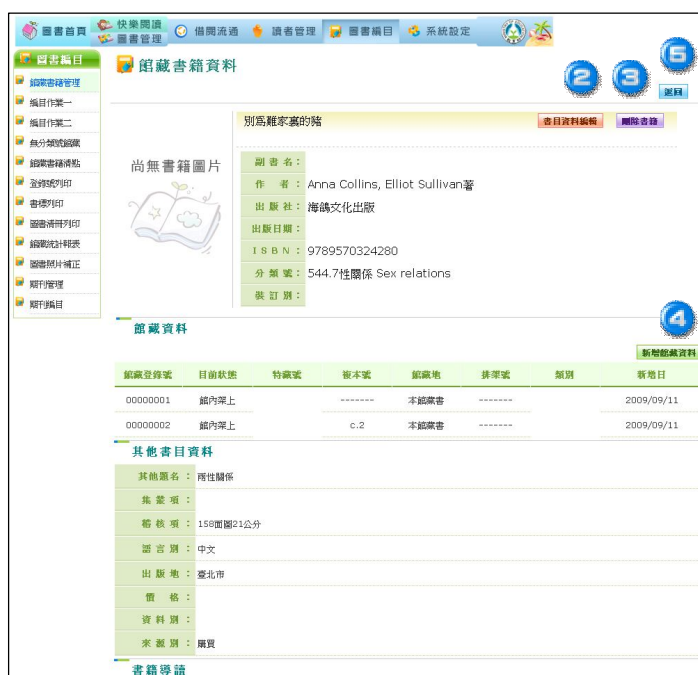 圖書首頁
快樂閱讀
圖書管理
借閱流通
讀者管理
圖書編目
系統設定
圖書編目
館藏書籍管理
編目作業一
編目作業二
無分類號館藏
館藏書籍清點
登錄號列印
書標列印
圖書清冊列印
館藏統計報表
圖書照片補正
期刊管理
期刊編目
館藏書籍資料
2
3
5
返回
別為難家裏的豬
書目資料編輯
刪除書籍
尚無書籍圖片
副書名：
作 者： Anna Collins, Elliot Sullivan著
出版社： 海鴿文化出版
出版日期：
ISBN： 9789570324280
分類號： 544.7性關係 Sex relations
裝訂別：
館藏資料
4
新增館藏資料
館藏登錄號 目前狀態 特藏號 複本號 館藏地 排架號 類別 新增日
00000001 館內架上 ------- 本館藏書 ------- 2009/09/11
00000002 館內架上 c.2 本館藏書 ------- 2009/09/11
其他書目資料
其他題名： 兩性關係
集叢項：
稽核項： 158面圖21公分
語言別： 中文
出版地： 臺北市
價 格：
資料別：
來源別： 購買
書籍導讀